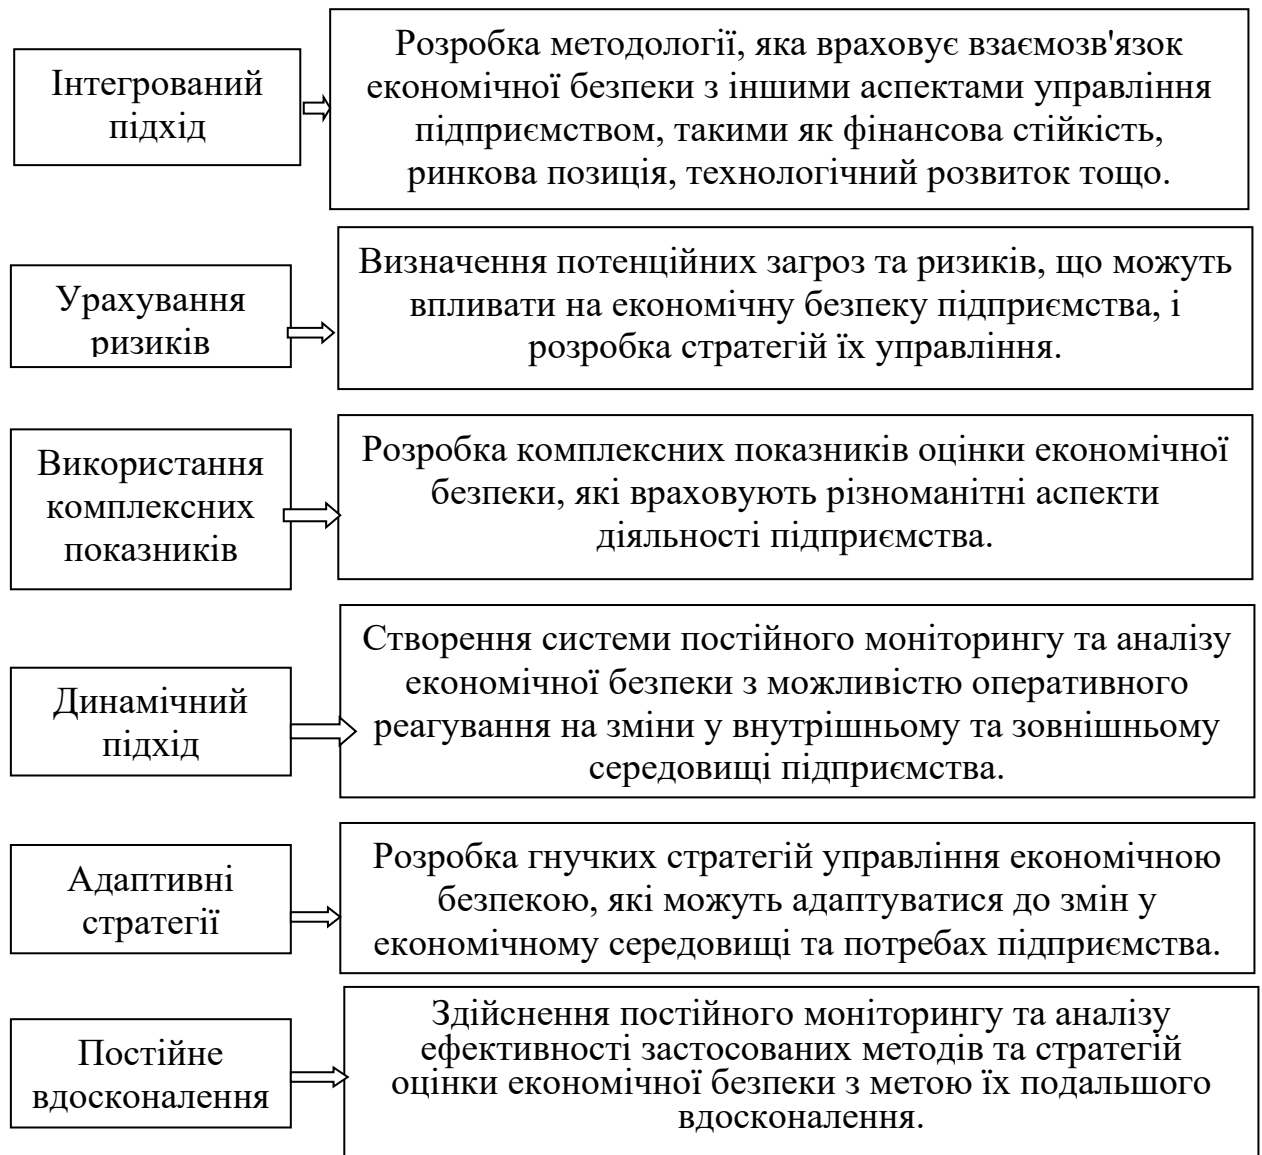 Інтегрований
підхід
Розробка методології, яка враховує взаємозв'язок
економічної безпеки з іншими аспектами управління
підприємством, такими як фінансова стійкість,
ринкова позиція, технологічний розвиток тощо.
Урахування
ризиків
Визначення потенційних загроз та ризиків, що можуть
впливати на економічну безпеку підприємства, і
розробка стратегій їх управління.
Використання
комплексних
показників
Розробка комплексних показників оцінки економічної
безпеки, які враховують різноманітні аспекти
діяльності підприємства.
Динамічний
підхід
Створення системи постійного моніторингу та аналізу
економічної безпеки з можливістю оперативного
реагування на зміни у внутрішньому та зовнішньому
середовищі підприємства.
Адаптивні
стратегії
Розробка гнучких стратегій управління економічною
безпекою, які можуть адаптуватися до змін у
економічному середовищі та потребах підприємства.
Постійне
вдосконалення
Здійснення постійного моніторингу та аналізу
ефективності застосованих методів та стратегій
оцінки економічної безпеки з метою їх подальшого
вдосконалення.